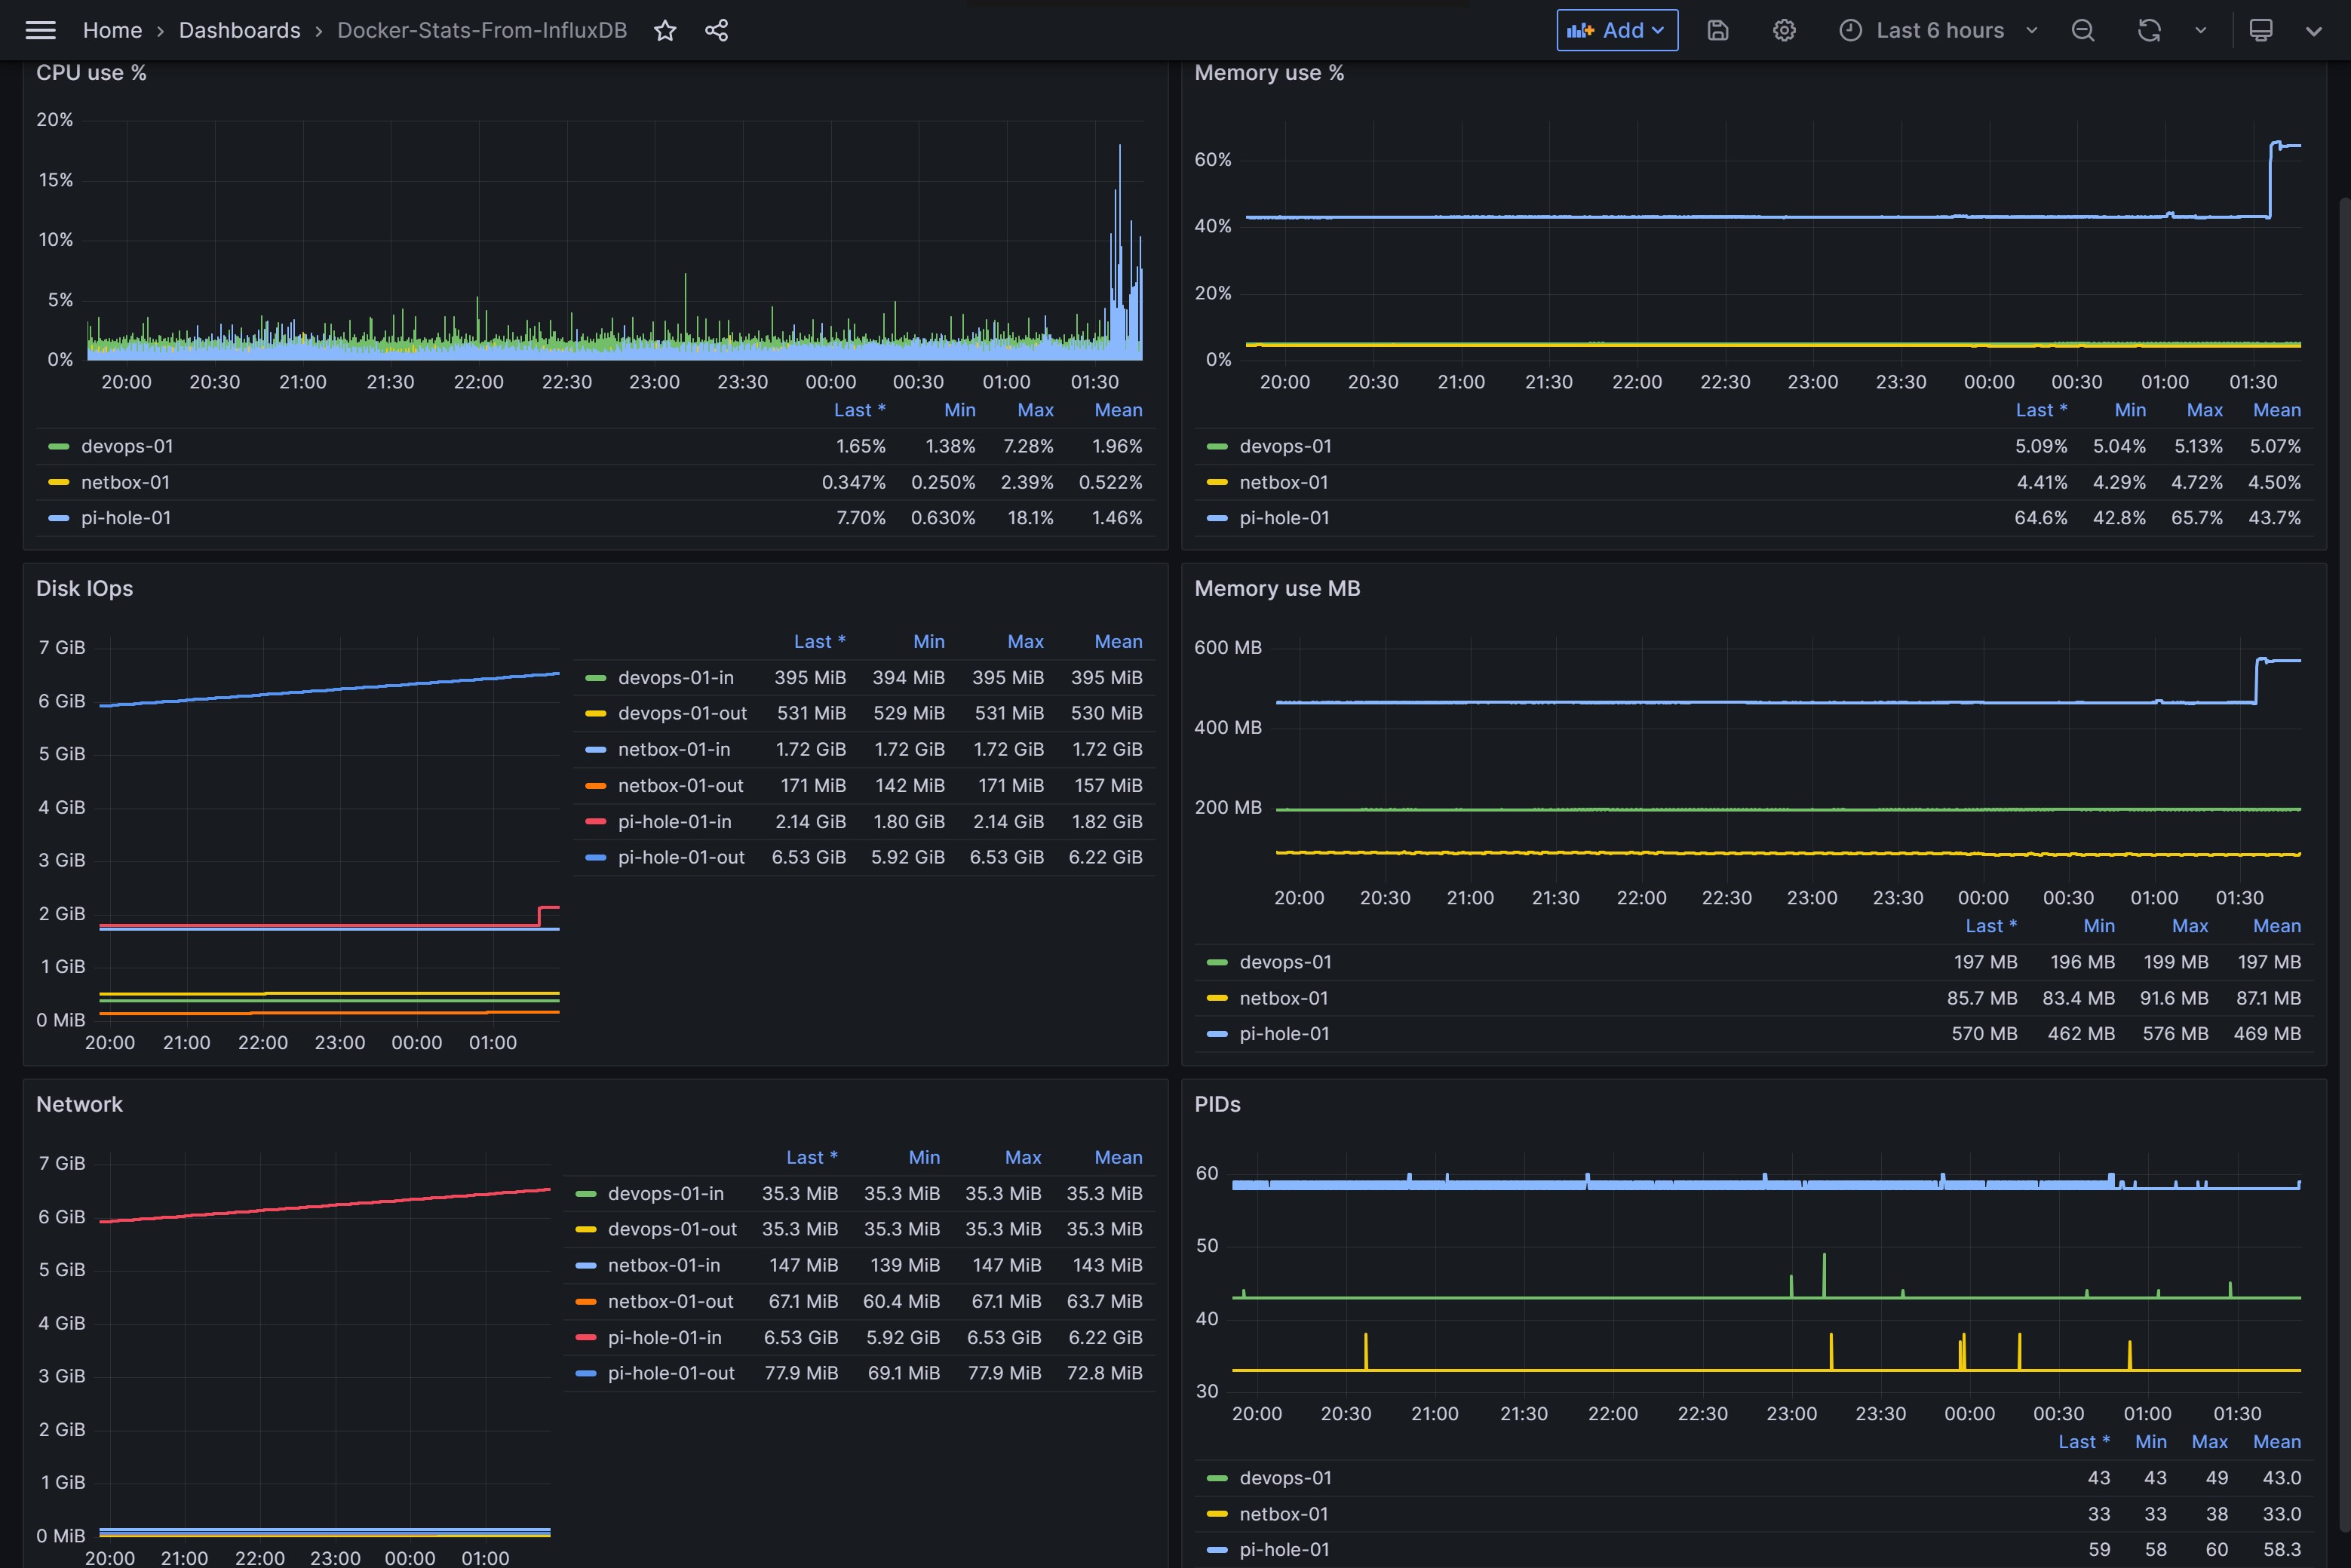 Home › Dashboards › Docker-Stats-From-InfluxDB Add Last 6 hours
CPU use %
20%
15%
10%
5%
0%
20:00 20:30 21:00 21:30 22:00 22:30 23:00 23:30 00:00 00:30 01:00 01:30
Last * Min Max Mean
devops-01 1.65% 1.38% 7.28% 1.96%
netbox-01 0.347% 0.250% 2.39% 0.522%
pi-hole-01 7.70% 0.630% 18.1% 1.46%
Memory use %
60%
40%
20%
0%
20:00 20:30 21:00 21:30 22:00 22:30 23:00 23:30 00:00 00:30 01:00 01:30
Last * Min Max Mean
devops-01 5.09% 5.04% 5.13% 5.07%
netbox-01 4.41% 4.29% 4.72% 4.50%
pi-hole-01 64.6% 42.8% 65.7% 43.7%
Disk IOps
7 GiB
6 GiB
5 GiB
4 GiB
3 GiB
2 GiB
1 GiB
0 MiB
20:00 21:00 22:00 23:00 00:00 01:00
Last * Min Max Mean
devops-01-in 395 MiB 394 MiB 395 MiB 395 MiB
devops-01-out 531 MiB 529 MiB 531 MiB 530 MiB
netbox-01-in 1.72 GiB 1.72 GiB 1.72 GiB 1.72 GiB
netbox-01-out 171 MiB 142 MiB 171 MiB 157 MiB
pi-hole-01-in 2.14 GiB 1.80 GiB 2.14 GiB 1.82 GiB
pi-hole-01-out 6.53 GiB 5.92 GiB 6.53 GiB 6.22 GiB
Memory use MB
600 MB
400 MB
200 MB
20:00 20:30 21:00 21:30 22:00 22:30 23:00 23:30 00:00 00:30 01:00 01:30
Last * Min Max Mean
devops-01 197 MB 196 MB 199 MB 197 MB
netbox-01 85.7 MB 83.4 MB 91.6 MB 87.1 MB
pi-hole-01 570 MB 462 MB 576 MB 469 MB
Network
7 GiB
6 GiB
5 GiB
4 GiB
3 GiB
2 GiB
1 GiB
0 MiB
20:00 21:00 22:00 23:00 00:00 01:00
Last * Min Max Mean
devops-01-in 35.3 MiB 35.3 MiB 35.3 MiB 35.3 MiB
devops-01-out 35.3 MiB 35.3 MiB 35.3 MiB 35.3 MiB
netbox-01-in 147 MiB 139 MiB 147 MiB 143 MiB
netbox-01-out 67.1 MiB 60.4 MiB 67.1 MiB 63.7 MiB
pi-hole-01-in 6.53 GiB 5.92 GiB 6.53 GiB 6.22 GiB
pi-hole-01-out 77.9 MiB 69.1 MiB 77.9 MiB 72.8 MiB
PIDs
60
50
40
30
20:00 20:30 21:00 21:30 22:00 22:30 23:00 23:30 00:00 00:30 01:00 01:30
Last * Min Max Mean
devops-01 43 43 49 43.0
netbox-01 33 33 38 33.0
pi-hole-01 59 58 60 58.3